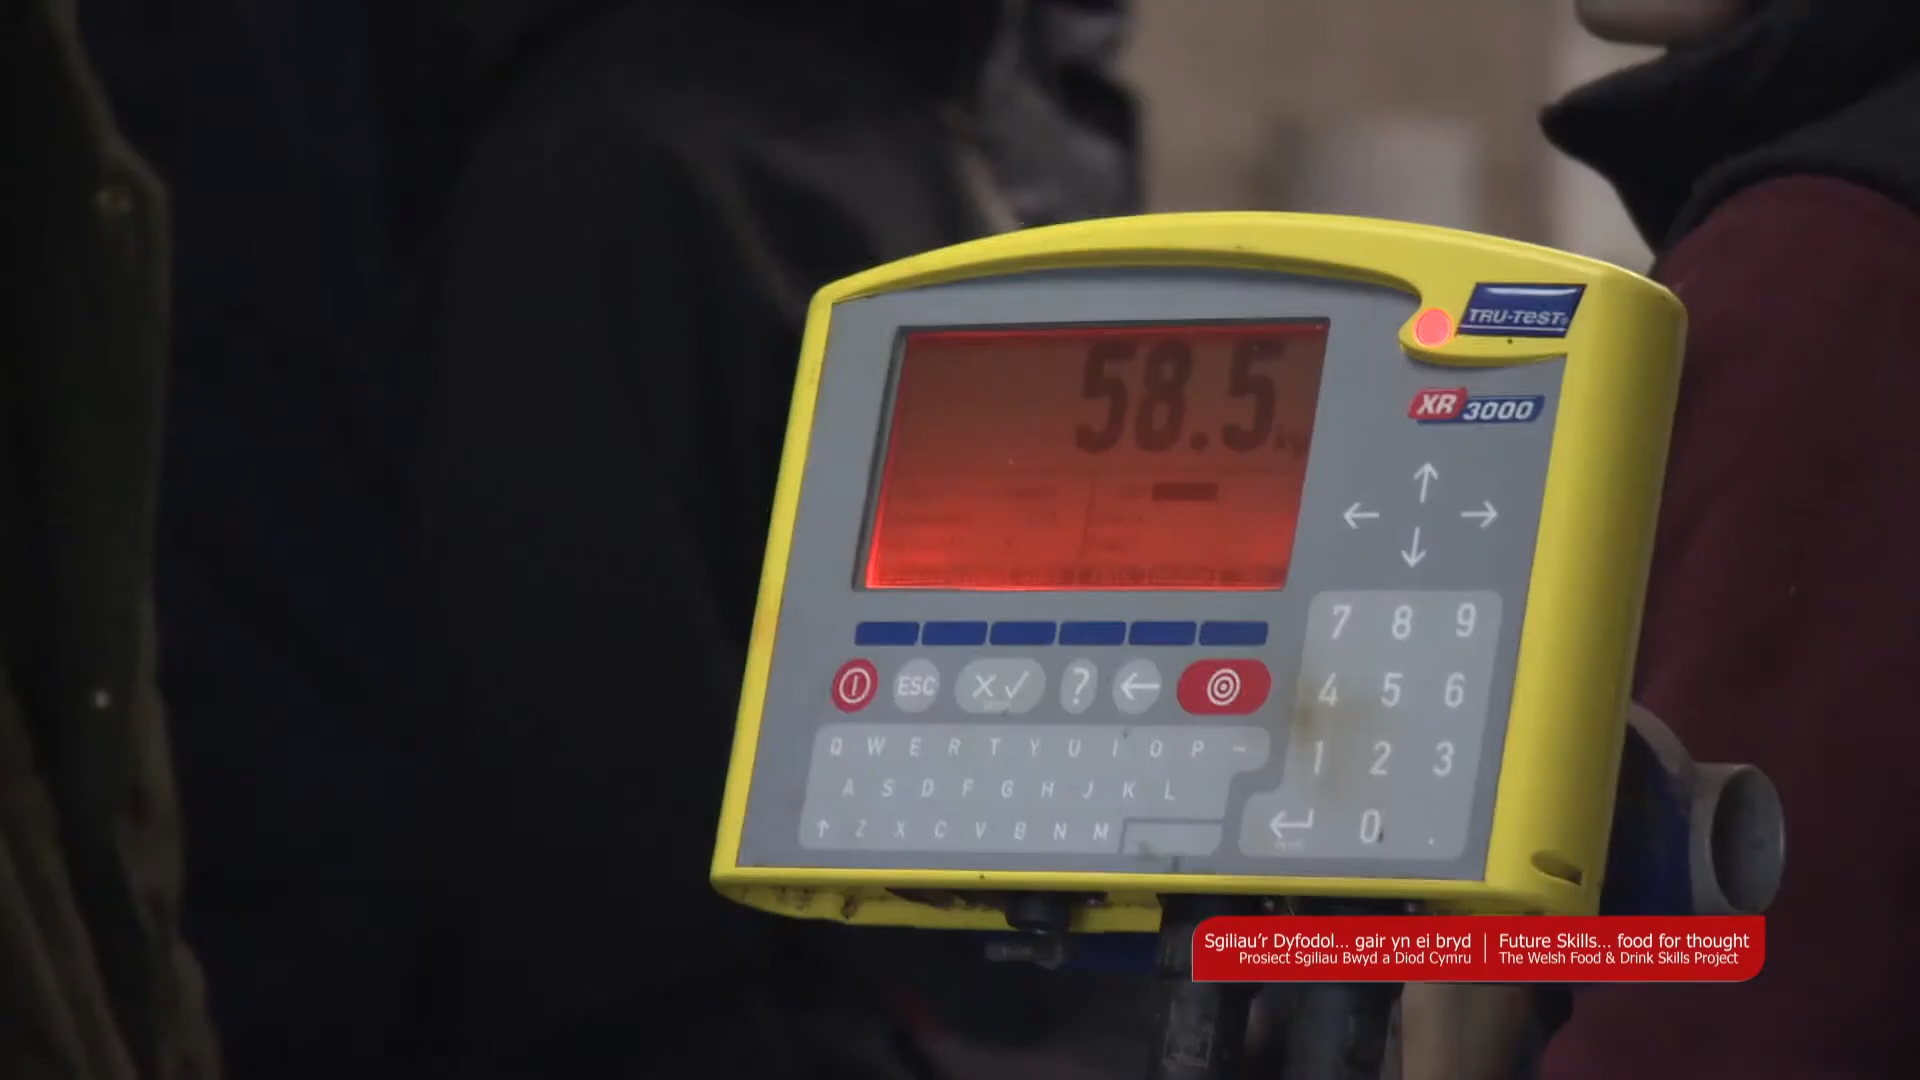 58.5
TRU-TEST
XR 3000
7 8 9
4 5 6
1 2 3
0 .
ESC
?
Q W E R T Y U I O P -
A S D F G H J K L
Z X C V B N M
Sgiliau'r Dyfodol... gair yn ei bryd
Prosiect Sgiliau Bwyd a Diod Cymru
Future Skills... food for thought
The Welsh Food & Drink Skills Project